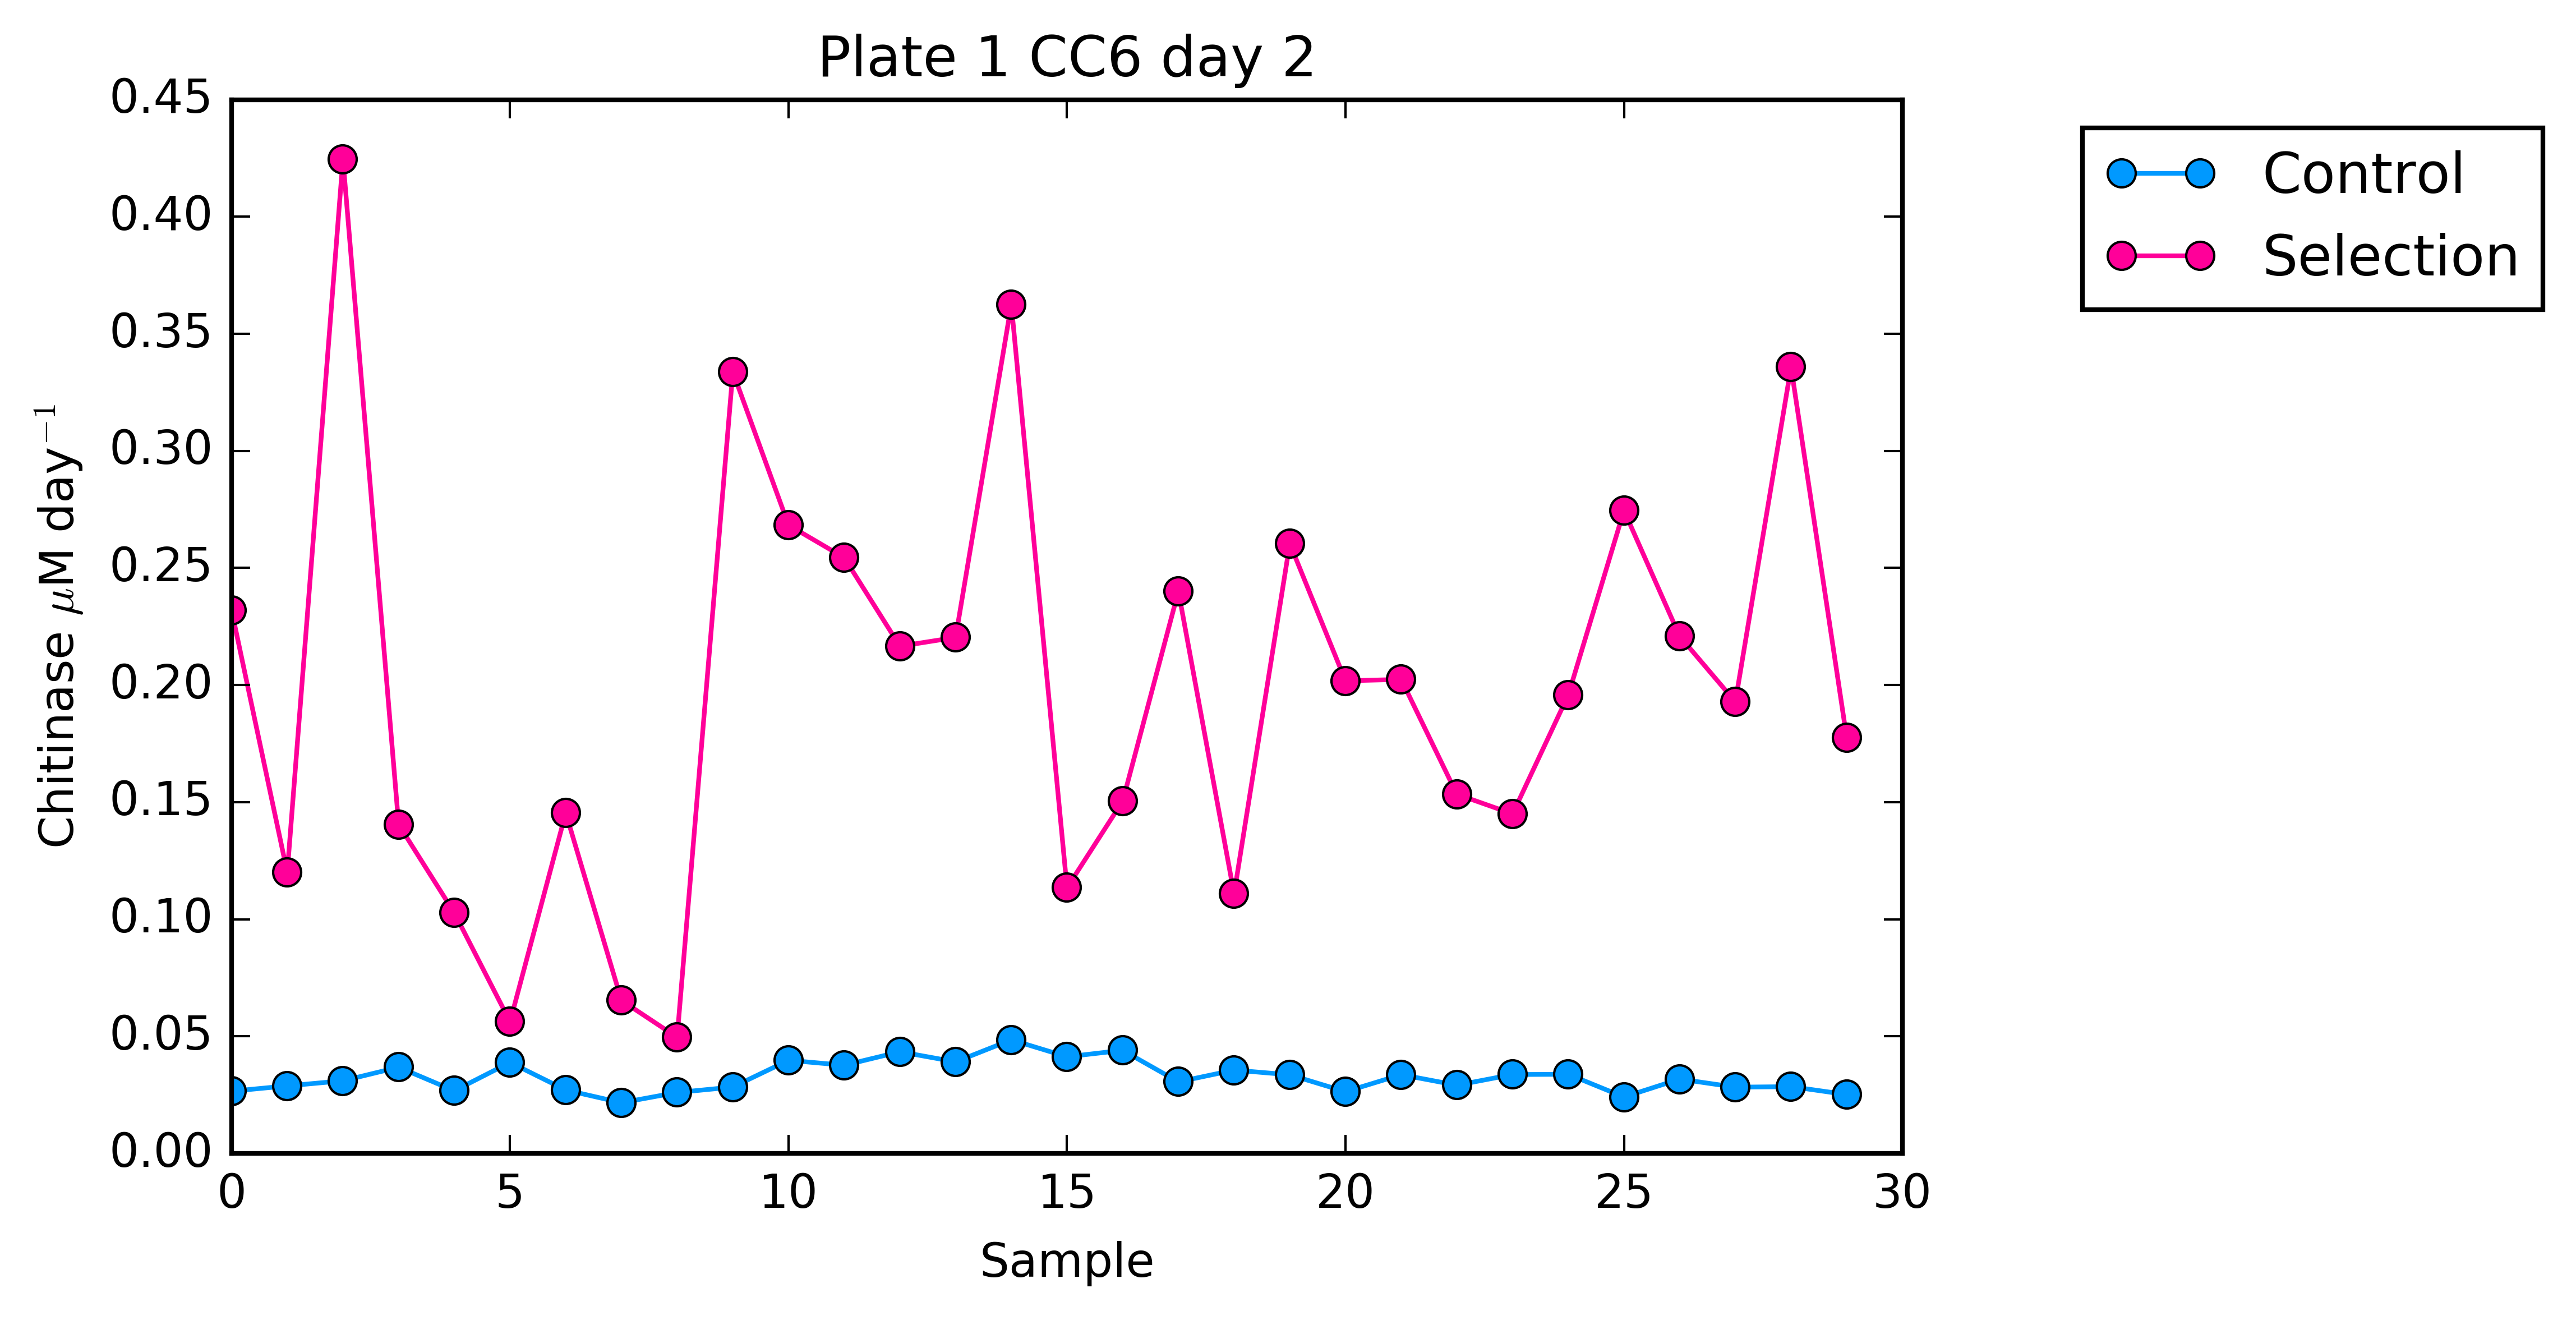 Plate 1 CC6 day 2
0.45
0.40
0.35
0.30
0.25
0.20
0.15
0.10
0.05
0.00
Chitinase μM day⁻¹
0 5 10 15 20 25 30
Sample
Control
Selection